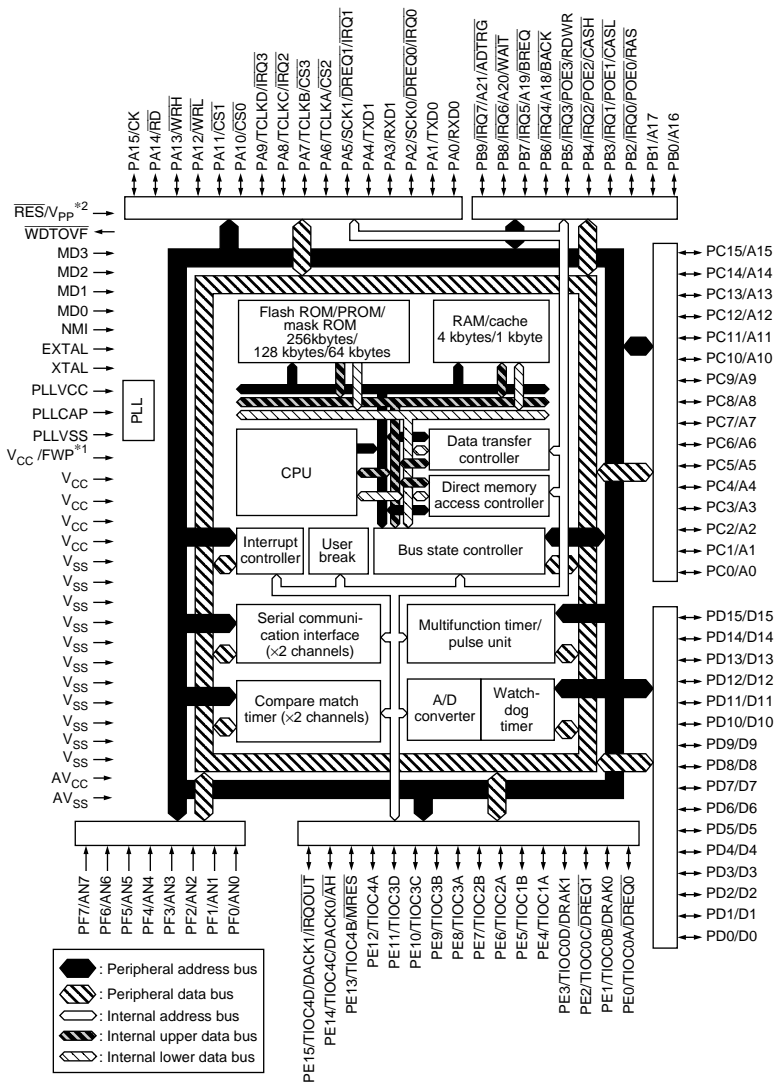 PA15/CK
PA14/RD
PA13/WRH
PA12/WRL
PA11/CS1
PA10/CS0
PA9/TCLKD/IRQ3
PA8/TCLKC/IRQ2
PA7/TCLKB/CS3
PA6/TCLKA/CS2
PA5/SCK1/DREQ1/IRQ1
PA4/TXD1
PA3/RXD1
PA2/SCK0/DREQ0/IRQ0
PA1/TXD0
PA0/RXD0
PB9/IRQ7/A21/ADTRG
PB8/IRQ6/A20/WAIT
PB7/IRQ5/A19/BREQ
PB6/IRQ4/A18/BACK
PB5/IRQ3/POE3/RDWR
PB4/IRQ2/POE2/CASH
PB3/IRQ1/POE1/CASL
PB2/IRQ0/POE0/RAS
PB1/A17
PB0/A16
RES/VPP*2
WDTOVF
MD3
MD2
MD1
MD0
NMI
EXTAL
XTAL
PLLVCC
PLLCAP
PLLVSS
VCC/FWP*1
VCC
VCC
VCC
VCC
VSS
VSS
VSS
VSS
VSS
VSS
VSS
VSS
VSS
VSS
VSS
AVCC
AVSS
PLL
Flash ROM/PROM/
mask ROM
256kbytes/
128 kbytes/64 kbytes
RAM/cache
4 kbytes/1 kbyte
CPU
Data transfer
controller
Direct memory
access controller
Interrupt
controller
User
break
Bus state controller
Serial communi-
cation interface
(×2 channels)
Multifunction timer/
pulse unit
Compare match
timer (×2 channels)
A/D
converter
Watch-
dog
timer
PC15/A15
PC14/A14
PC13/A13
PC12/A12
PC11/A11
PC10/A10
PC9/A9
PC8/A8
PC7/A7
PC6/A6
PC5/A5
PC4/A4
PC3/A3
PC2/A2
PC1/A1
PC0/A0
PD15/D15
PD14/D14
PD13/D13
PD12/D12
PD11/D11
PD10/D10
PD9/D9
PD8/D8
PD7/D7
PD6/D6
PD5/D5
PD4/D4
PD3/D3
PD2/D2
PD1/D1
PD0/D0
PF7/AN7
PF6/AN6
PF5/AN5
PF4/AN4
PF3/AN3
PF2/AN2
PF1/AN1
PF0/AN0
PE15/TIOC4D/DACK1/IRQOUT
PE14/TIOC4C/DACK0/AH
PE13/TIOC4B/MRES
PE12/TIOC4A
PE11/TIOC3D
PE10/TIOC3C
PE9/TIOC3B
PE8/TIOC3A
PE7/TIOC2B
PE6/TIOC2A
PE5/TIOC1B
PE4/TIOC1A
PE3/TIOC0D/DRAK1
PE2/TIOC0C/DREQ1
PE1/TIOC0B/DRAK0
PE0/TIOC0A/DREQ0
: Peripheral address bus
: Peripheral data bus
: Internal address bus
: Internal upper data bus
: Internal lower data bus